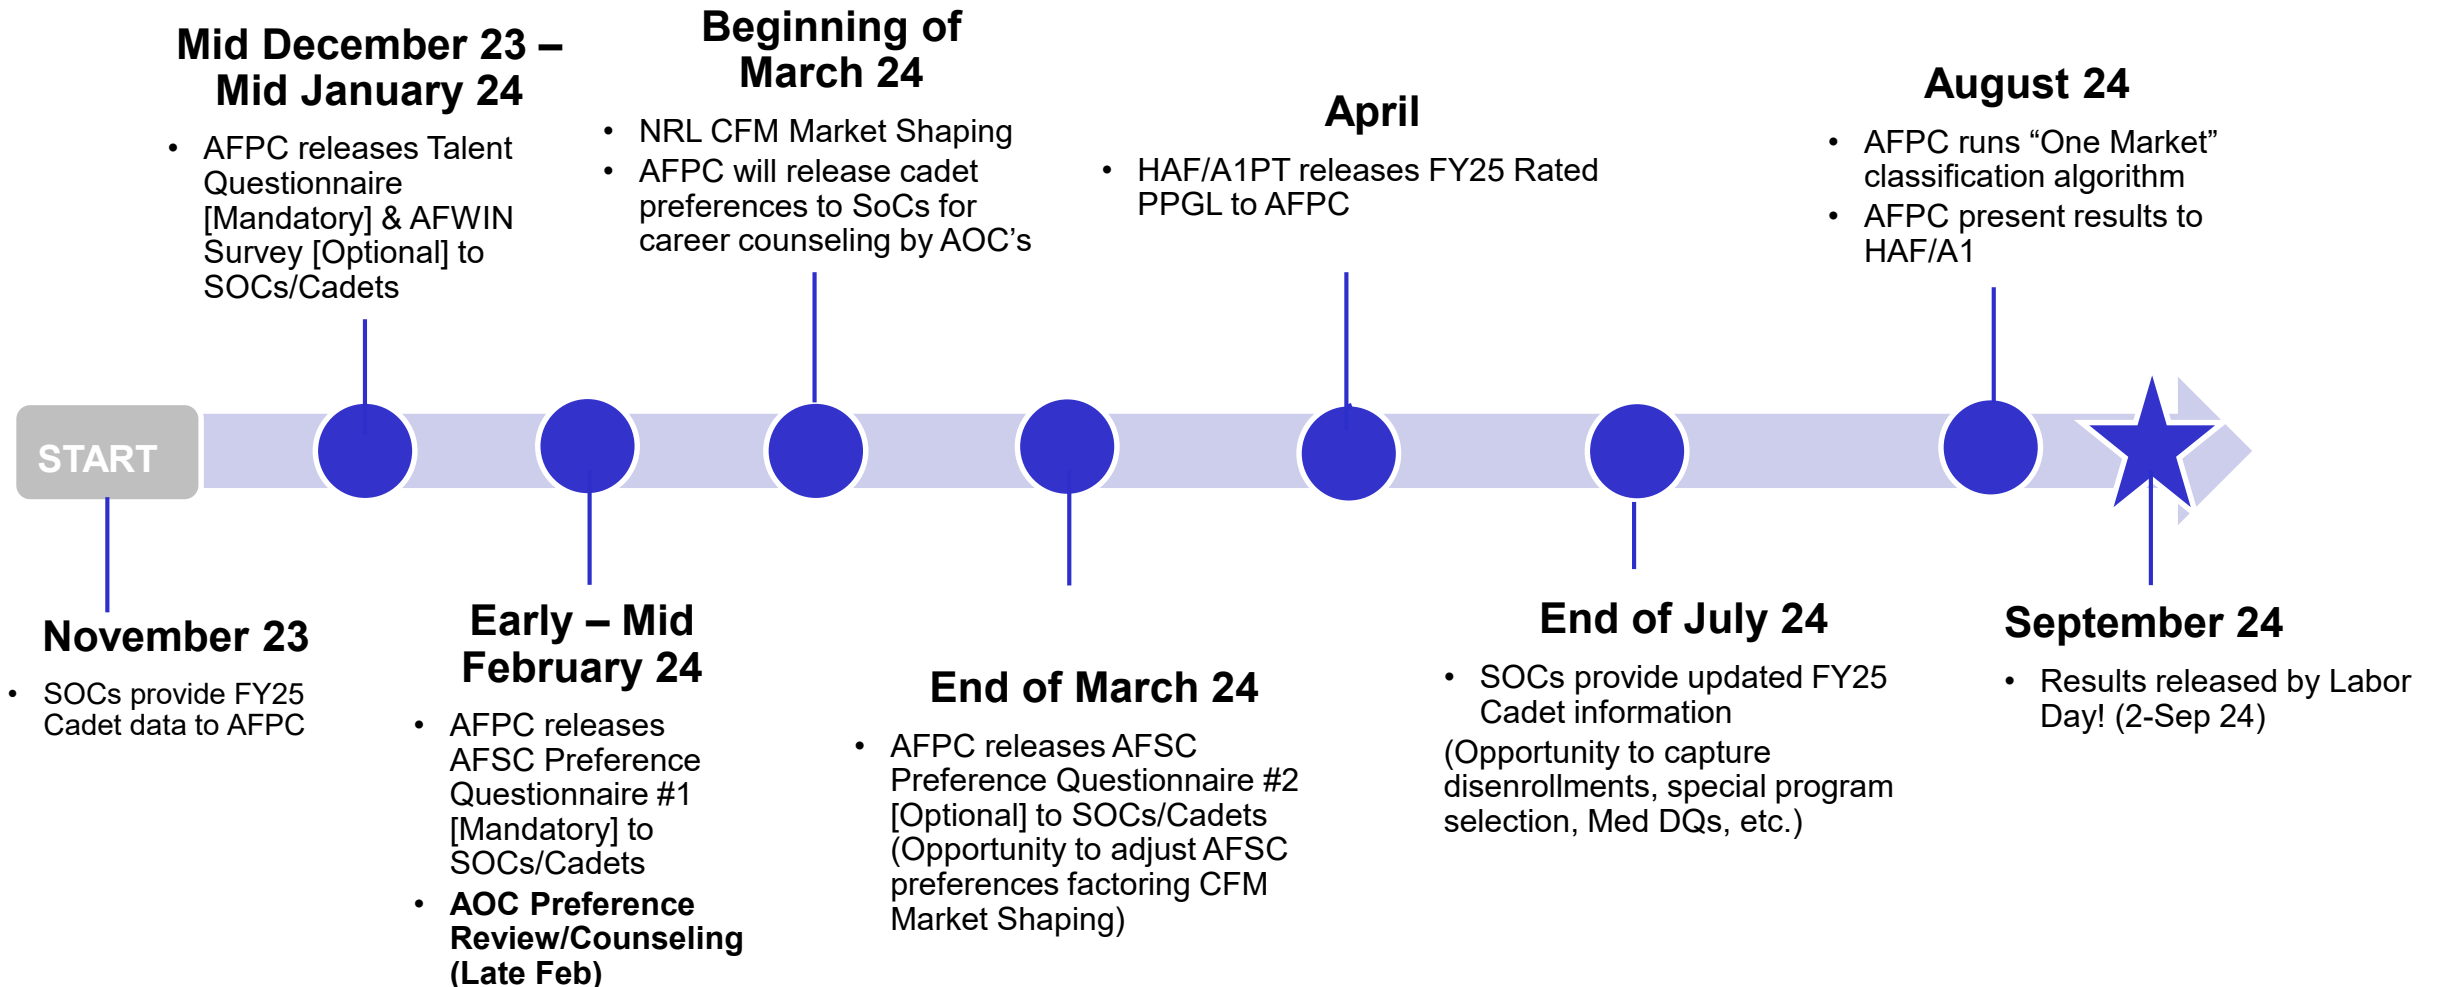 Mid December 23 –
Mid January 24
• AFPC releases Talent
Questionnaire
[Mandatory] & AFWIN
Survey [Optional] to
SOCs/Cadets
Beginning of
March 24
• NRL CFM Market Shaping
• AFPC will release cadet
preferences to SoCs for
career counseling by AOC’s
April
• HAF/A1PT releases FY25 Rated
PPGL to AFPC
August 24
• AFPC runs “One Market”
classification algorithm
• AFPC present results to
HAF/A1
START
November 23
• SOCs provide FY25
Cadet data to AFPC
Early – Mid
February 24
• AFPC releases
AFSC Preference
Questionnaire #1
[Mandatory] to
SOCs/Cadets
• AOC Preference
Review/Counseling
(Late Feb)
End of March 24
• AFPC releases AFSC
Preference Questionnaire #2
[Optional] to SOCs/Cadets
(Opportunity to adjust AFSC
preferences factoring CFM
Market Shaping)
End of July 24
• SOCs provide updated FY25
Cadet information
(Opportunity to capture
disenrollments, special program
selection, Med DQs, etc.)
September 24
• Results released by Labor
Day! (2-Sep 24)